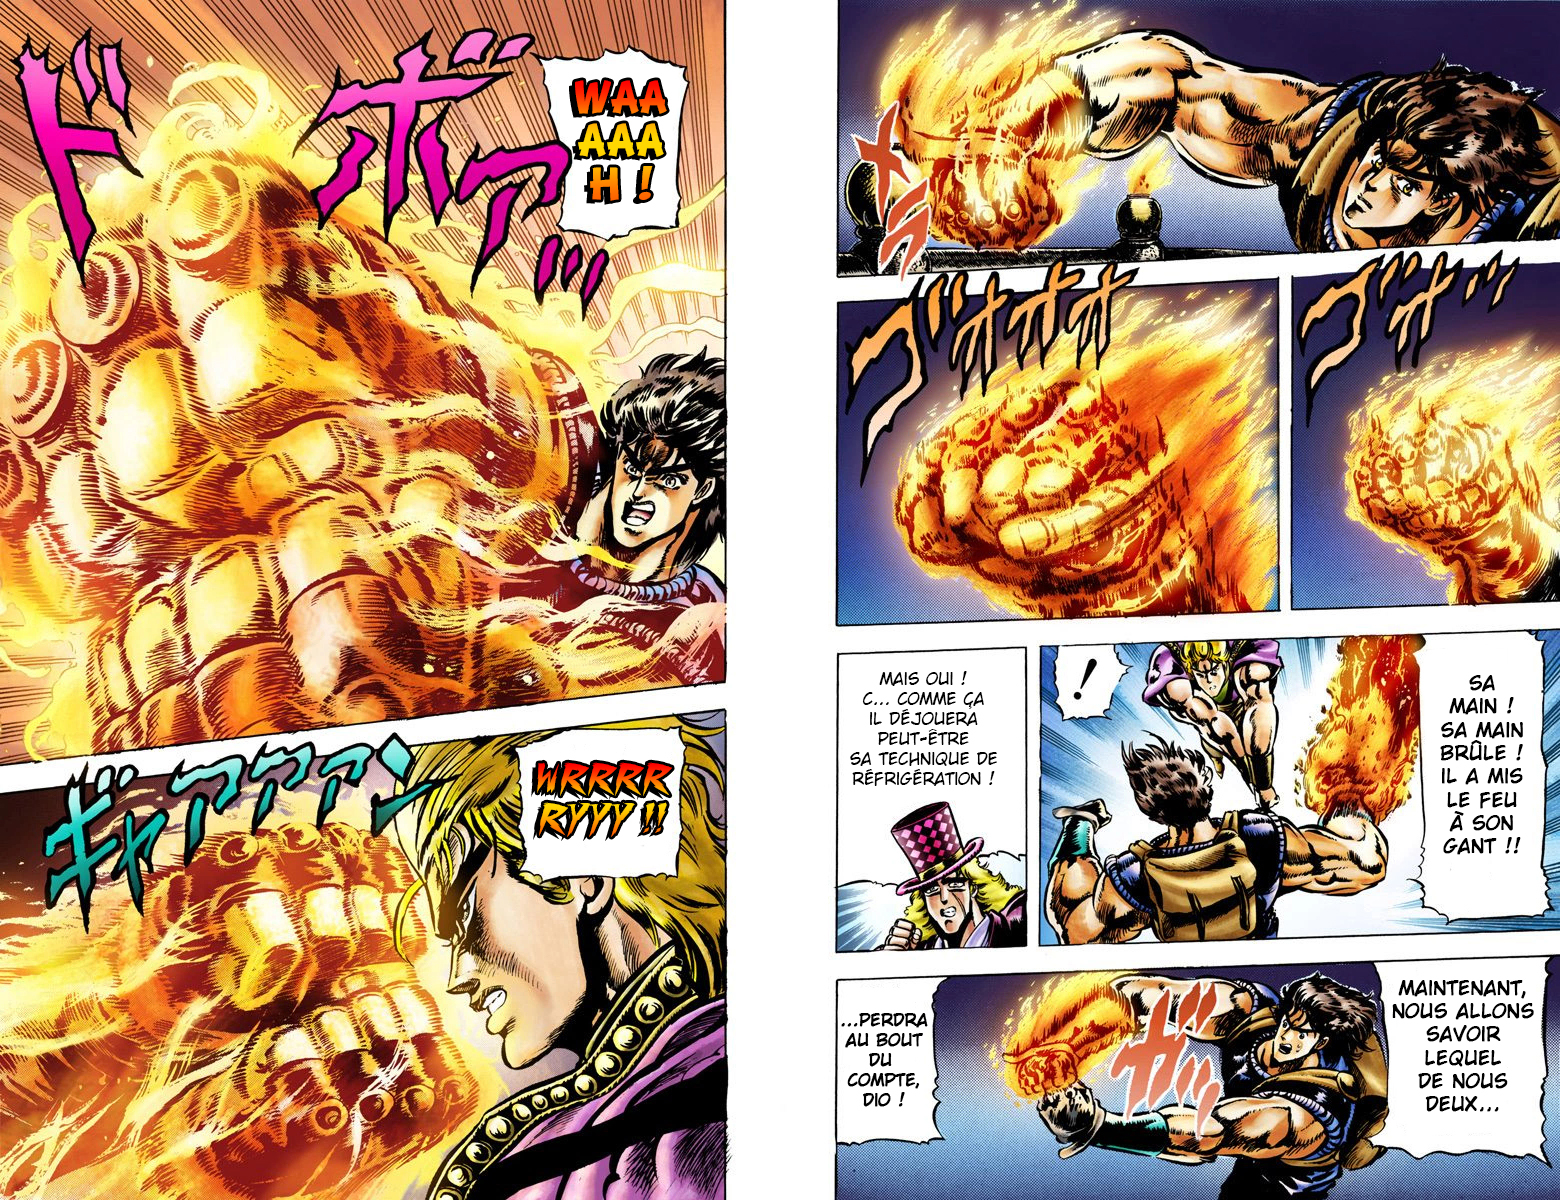 メラ
ゴオオオ
ゴオッ
SA
MAIN !
SA MAIN
BRÛLE !
IL A MIS
LE FEU
À SON
GANT !!
!
MAIS OUI !
C... COMME ÇA
IL DÉJOUERA
PEUT-ÊTRE
SA TECHNIQUE DE
RÉFRIGÉRATION !
MAINTENANT,
NOUS ALLONS
SAVOIR
LEQUEL
DE NOUS
DEUX...
ガッ
...PERDRA
AU BOUT
DU
COMPTE,
DIO !
WAA
AAA
H !
ドボアッ
WRRRR
RYYY !!
ギャアアアン